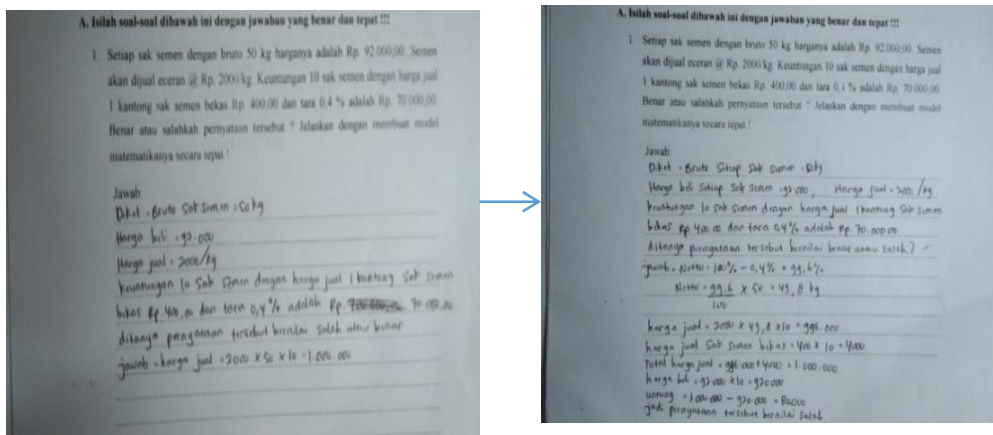 A. Isilah soal-soal dibawah ini dengan jawaban yang benar dan tepat !!!
1. Setiap sak semen dengan bruto 50 kg harganya adalah Rp. 92.000,00. Semen
akan dijual eceran @ Rp. 2000/kg. Keuntungan 10 sak semen dengan harga jual
1 kantong sak semen bekas Rp. 400,00 dan tara 0,4 % adalah Rp. 70.000,00.
Benar atau salahkah pernyataan tersebut ? Jelaskan dengan membuat model
matematikanya secara tepat !
Jawab:
Diket : Bruto Sak Semen : 50 kg
Harga beli : 92.000
Harga jual : 2000/kg
keuntungan 10 Sak Semen dengan harga jual 1 kantong Sak Semen
bekas Rp 400,00 dan tara 0,4% adalah Rp 70.000.00
ditanya pernyataan tersebut bernilai salah atau benar
jawab : harga jual = 2000 x 50 x 10 = 1.000.000
A. Isilah soal-soal dibawah ini dengan jawaban yang benar dan tepat !!!
1. Setiap sak semen dengan bruto 50 kg harganya adalah Rp. 92.000,00. Semen
akan dijual eceran @ Rp. 2000/kg. Keuntungan 10 sak semen dengan harga jual
1 kantong sak semen bekas Rp. 400,00 dan tara 0,4 % adalah Rp. 70.000,00.
Benar atau salahkah pernyataan tersebut ? Jelaskan dengan membuat model
matematikanya secara tepat !
Jawab:
Diket : Bruto Setiap Sak Semen : 50 kg
Harga beli Setiap Sak Semen : 92.000, Harga jual : 2000/kg
keuntungan 10 Sak Semen dengan harga jual 1 kantong Sak Semen
bekas Rp 400.00 dan tara 0,4% adalah Rp 70.000.00
ditanya pernyataan tersebut bernilai benar atau salah?
jawab : Netto = 100% - 0,4% = 99,6%
Netto = 99,6 x 50 = 49,8 kg
100
harga jual = 2000 x 49,8 x 10 = 996.000
harga jual Sak Semen bekas = 400 x 10 = 4000
Total harga jual = 996.000 + 4000 = 1.000.000
harga beli = 92.000 x 10 = 920.000
untung = 1.000.000 - 920.000 = 80.000
jadi pernyataan tersebut bernilai salah